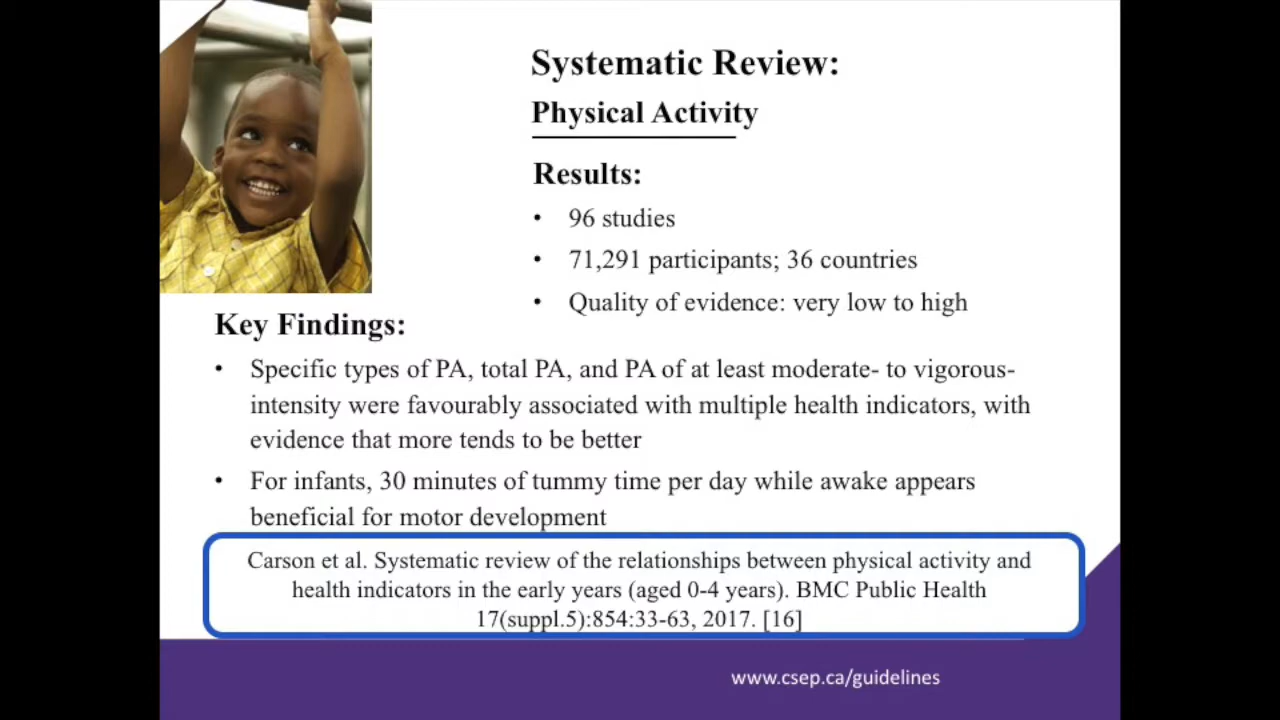 Systematic Review:
Physical Activity
Results:
• 96 studies
• 71,291 participants; 36 countries
• Quality of evidence: very low to high
Key Findings:
• Specific types of PA, total PA, and PA of at least moderate- to vigorous-
intensity were favourably associated with multiple health indicators, with
evidence that more tends to be better
• For infants, 30 minutes of tummy time per day while awake appears
beneficial for motor development
Carson et al. Systematic review of the relationships between physical activity and
health indicators in the early years (aged 0-4 years). BMC Public Health
17(suppl.5):854:33-63, 2017. [16]
www.csep.ca/guidelines